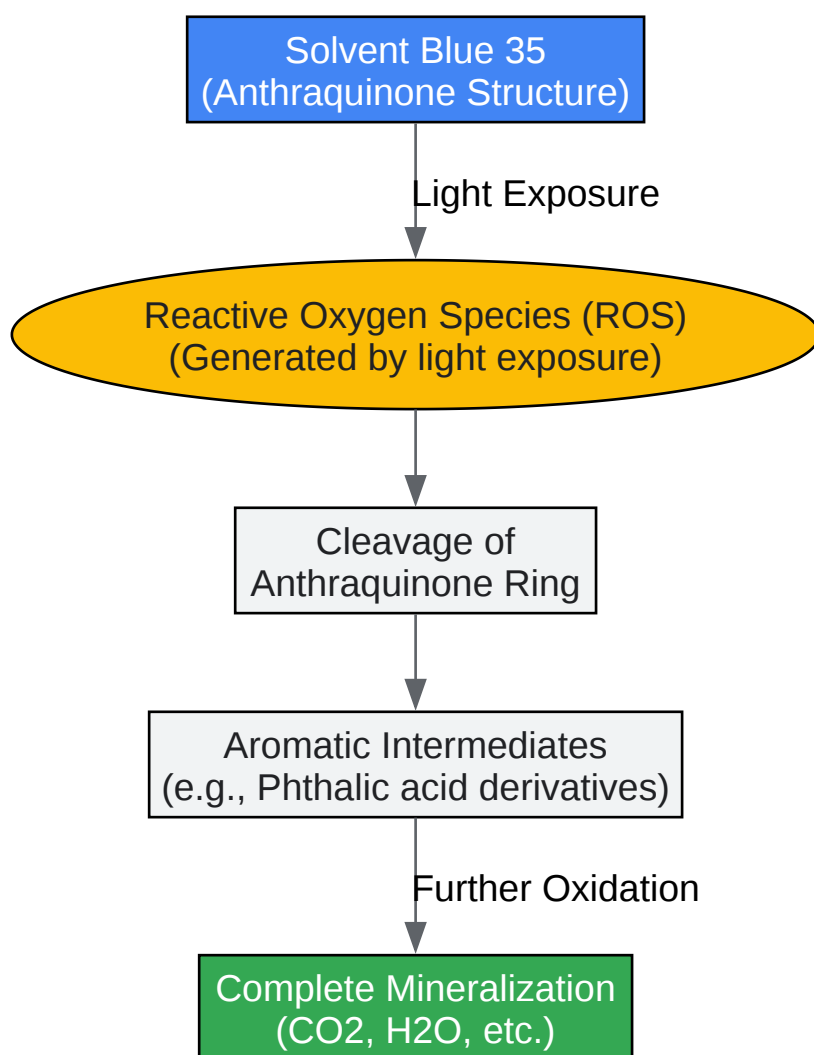 Solvent Blue 35
(Anthraquinone Structure)
Light Exposure
Reactive Oxygen Species (ROS)
(Generated by light exposure)
Cleavage of
Anthraquinone Ring
Aromatic Intermediates
(e.g., Phthalic acid derivatives)
Further Oxidation
Complete Mineralization
(CO2, H2O, etc.)